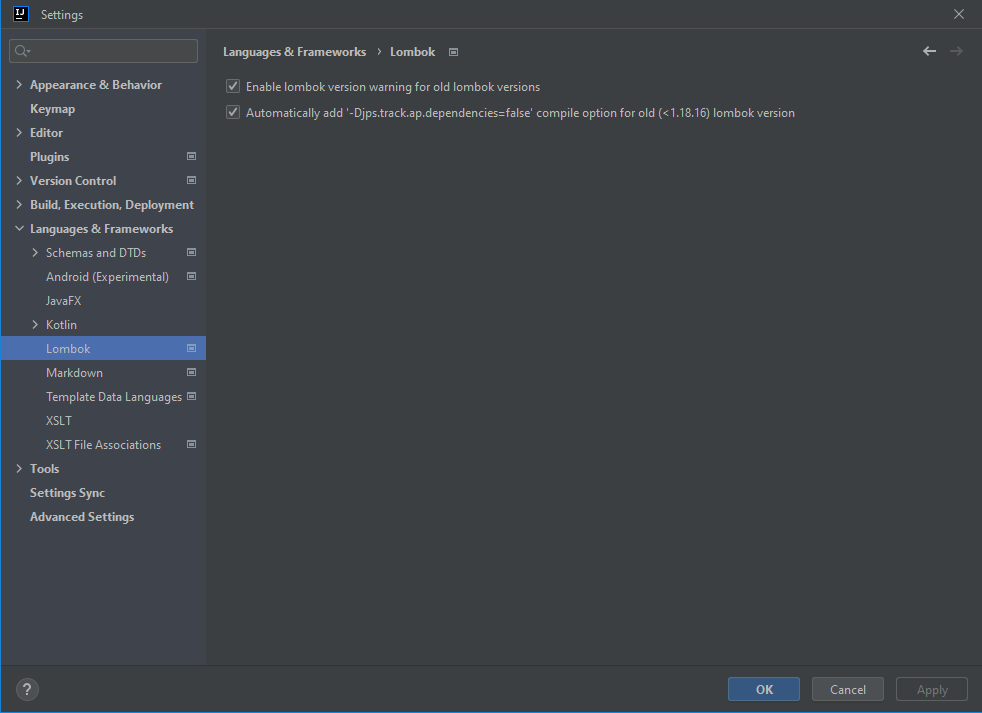 IJ
Settings
Languages & Frameworks › Lombok
Enable lombok version warning for old lombok versions
Automatically add '-Djps.track.ap.dependencies=false' compile option for old (<1.18.16) lombok version
Appearance & Behavior
Keymap
Editor
Plugins
Version Control
Build, Execution, Deployment
Languages & Frameworks
Schemas and DTDs
Android (Experimental)
JavaFX
Kotlin
Lombok
Markdown
Template Data Languages
XSLT
XSLT File Associations
Tools
Settings Sync
Advanced Settings
?
OK
Cancel
Apply